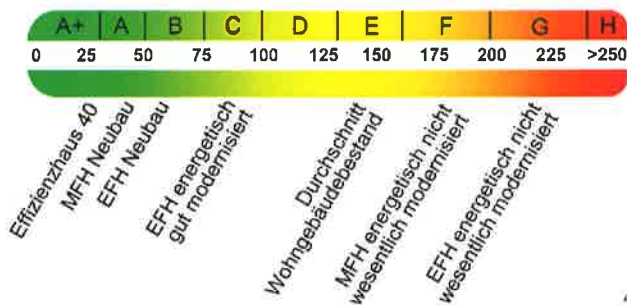 A+ A B C D E F G H
0 25 50 75 100 125 150 175 200 225 >250
Effizienzhaus 40
MFH Neubau
EFH Neubau
EFH energetisch
gut modernisiert
Durchschnitt
Wohngebäudebestand
MFH energetisch nicht
wesentlich modernisiert
EFH energetisch nicht
wesentlich modernisiert